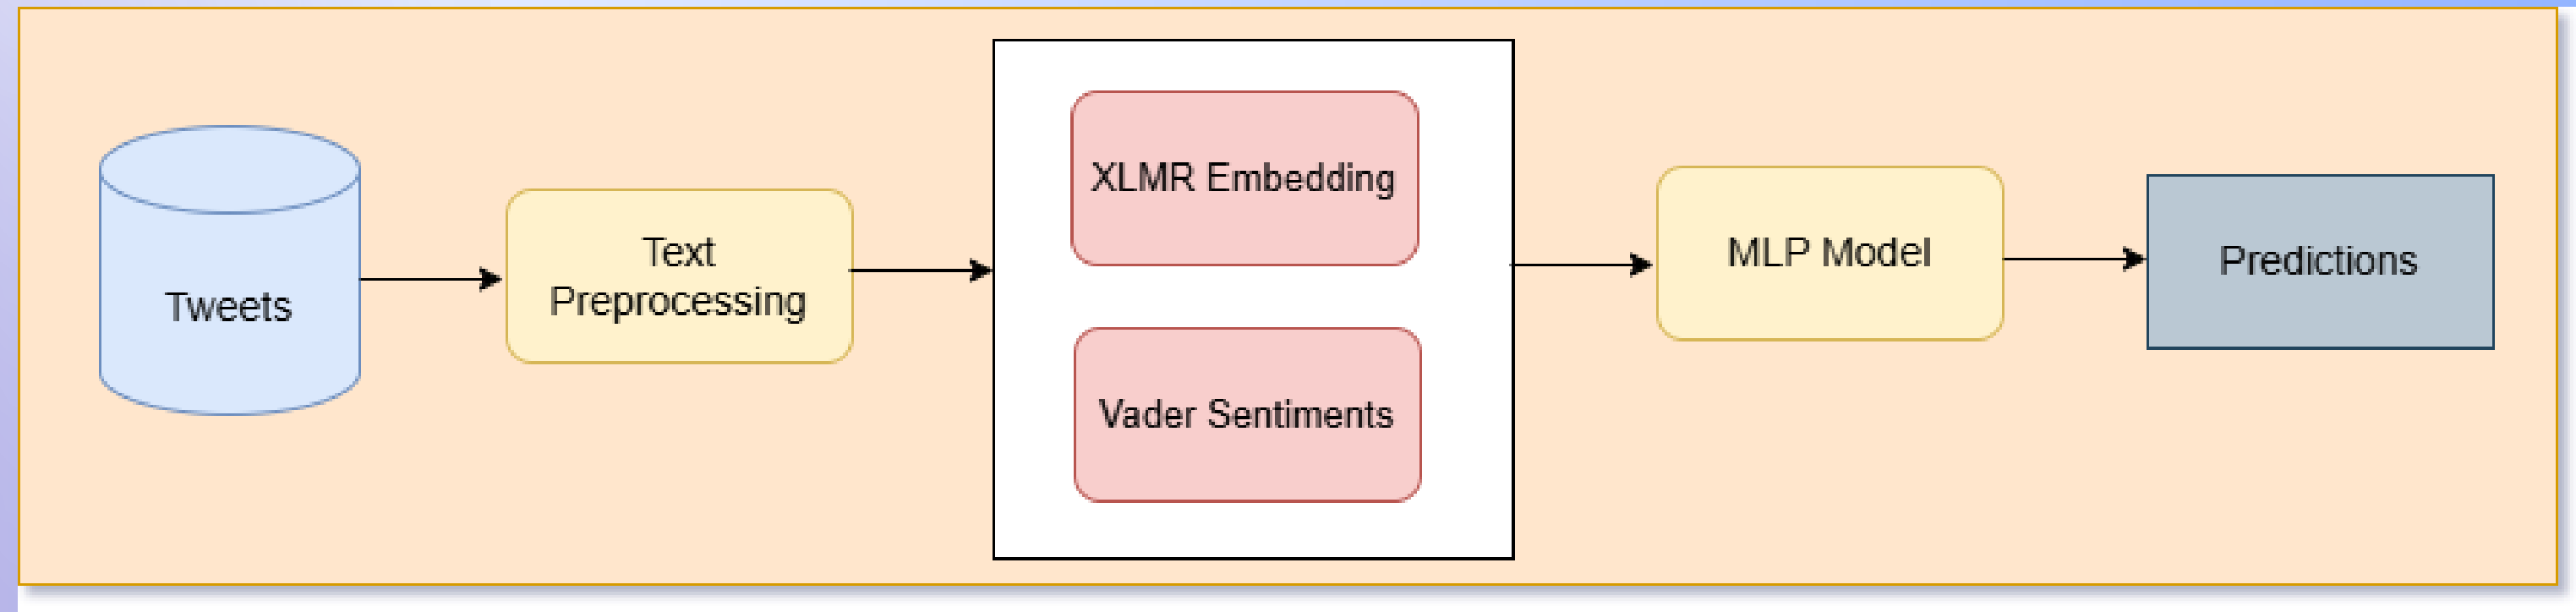 Tweets
Text
Preprocessing
XLMR Embedding
Vader Sentiments
MLP Model
Predictions